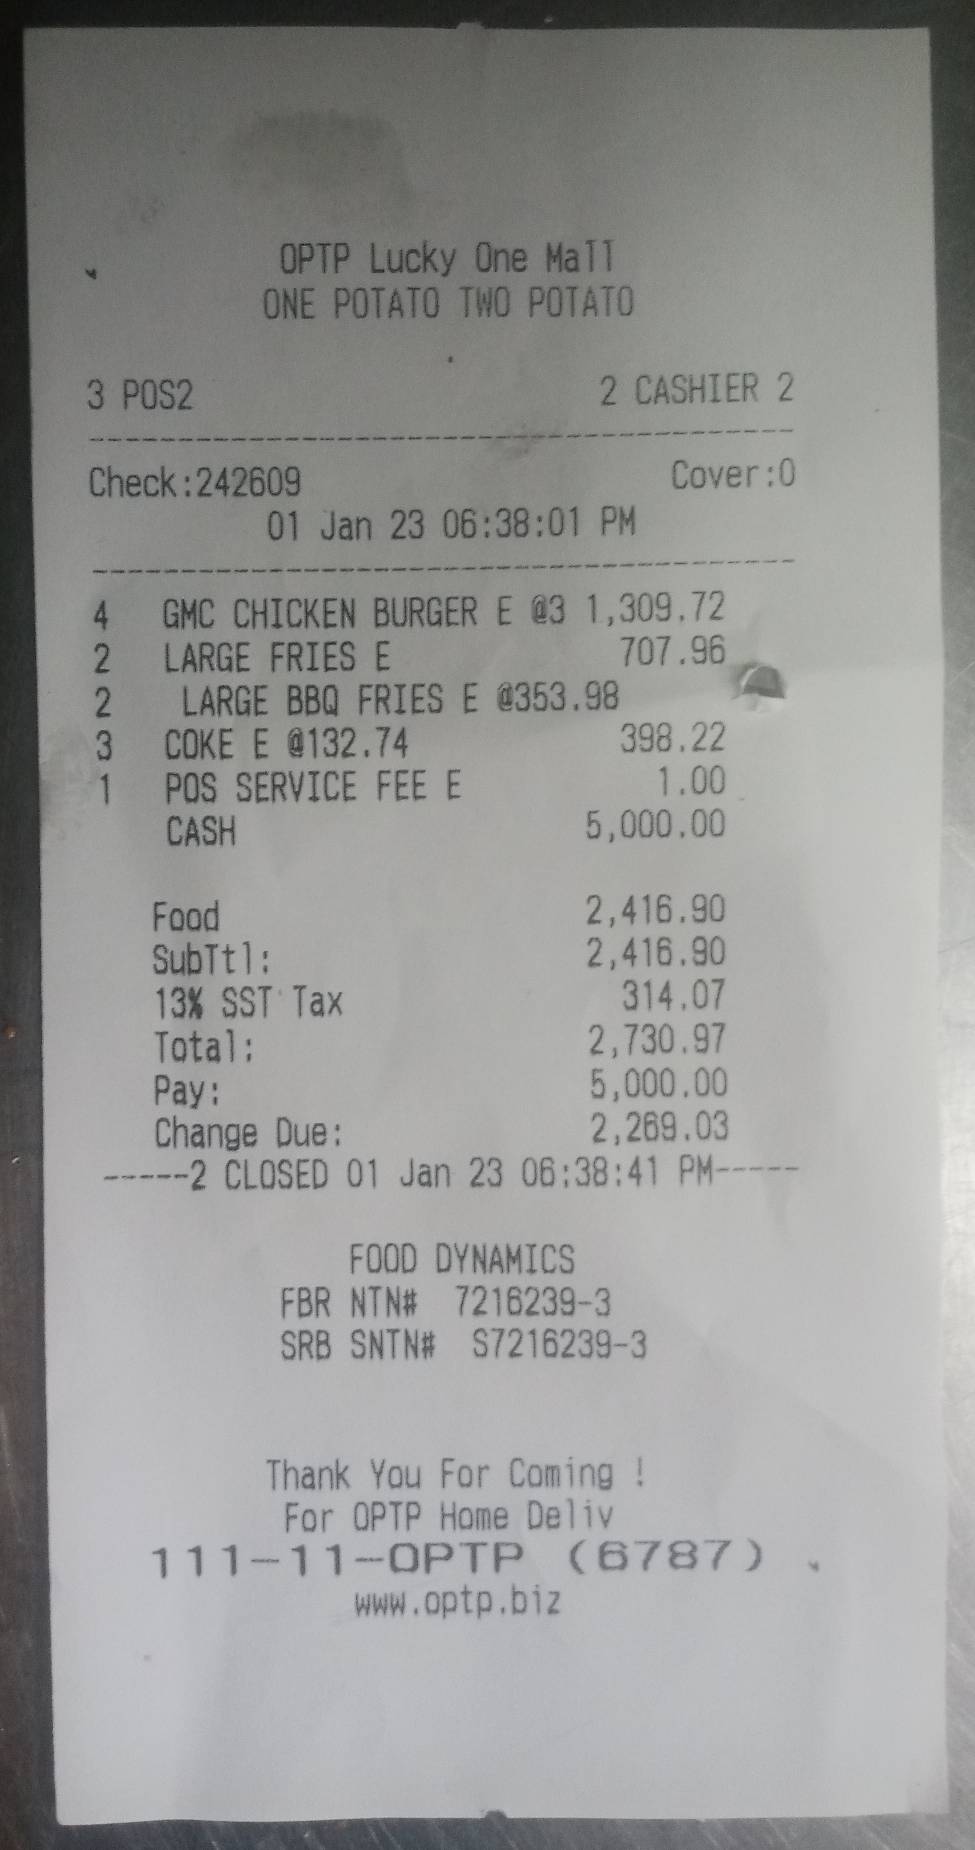 OPTP Lucky One Mall
ONE POTATO TWO POTATO
3 POS2 2 CASHIER 2
Check:242609 Cover:0
01 Jan 23 06:38:01 PM
4 GMC CHICKEN BURGER E @3 1,309.72
2 LARGE FRIES E 707.96
2 LARGE BBQ FRIES E @353.98
3 COKE E @132.74 398.22
1 POS SERVICE FEE E 1.00
CASH 5,000.00
Food 2,416.90
SubTtl: 2,416.90
13% SST Tax 314.07
Total: 2,730.97
Pay: 5,000.00
Change Due: 2,269.03
-----2 CLOSED 01 Jan 23 06:38:41 PM-----
FOOD DYNAMICS
FBR NTN# 7216239-3
SRB SNTN# S7216239-3
Thank You For Coming !
For OPTP Home Deliv
111-11-OPTP (6787)
www.optp.biz